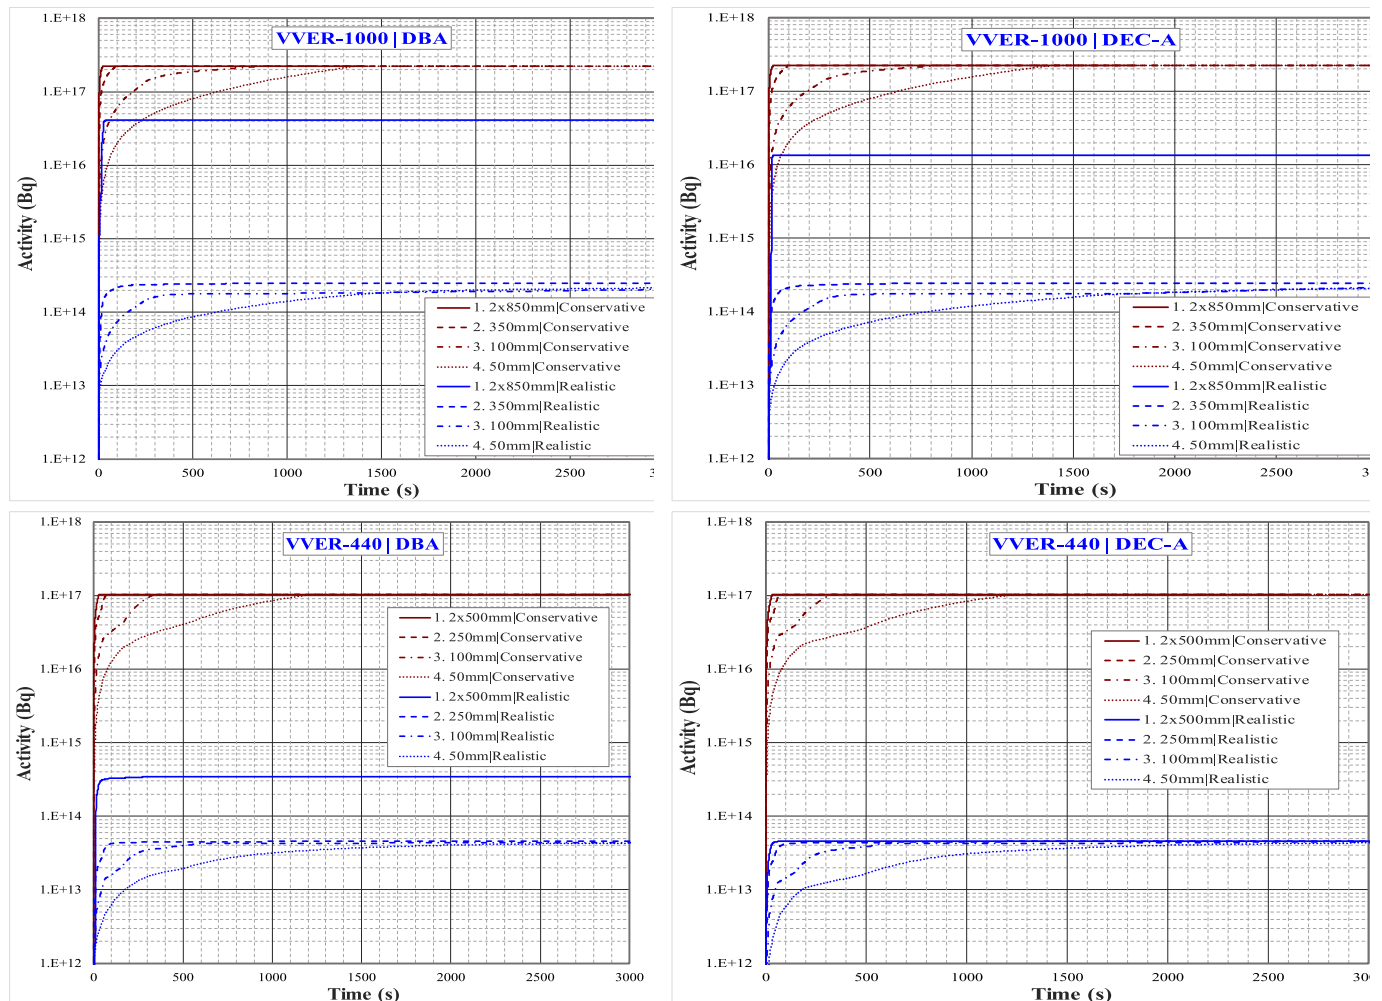 VVER-1000|DBA
1.E+18
1.E+17
1.E+16
1.E+15
1.E+14
1.E+13
1.E+12
Activity (Bq)
1. 2x850mm|Conservative
2. 350mm|Conservative
3. 100mm|Conservative
4. 50mm|Conservative
1. 2x850mm|Realistic
2. 350mm|Realistic
3. 100mm|Realistic
4. 50mm|Realistic
0 500 1000 1500 2000 2500 3
Time (s)
VVER-1000|DEC-A
1.E+18
1.E+17
1.E+16
1.E+15
1.E+14
1.E+13
1.E+12
Activity (Bq)
1. 2x850mm|Conservative
2. 350mm|Conservative
3. 100mm|Conservative
4. 50mm|Conservative
1. 2x850mm|Realistic
2. 350mm|Realistic
3. 100mm|Realistic
4. 50mm|Realistic
0 500 1000 1500 2000 2500 3
Time (s)
VVER-440|DBA
1.E+18
1.E+17
1.E+16
1.E+15
1.E+14
1.E+13
1.E+12
Activity (Bq)
1. 2x500mm|Conservative
2. 250mm|Conservative
3. 100mm|Conservative
4. 50mm|Conservative
1. 2x500mm|Realistic
2. 250mm|Realistic
3. 100mm|Realistic
4. 50mm|Realistic
0 500 1000 1500 2000 2500 3000
Time (s)
VVER-440|DEC-A
1.E+18
1.E+17
1.E+16
1.E+15
1.E+14
1.E+13
1.E+12
Activity (Bq)
1. 2x500mm|Conservative
2. 250mm|Conservative
3. 100mm|Conservative
4. 50mm|Conservative
1. 2x500mm|Realistic
2. 250mm|Realistic
3. 100mm|Realistic
4. 50mm|Realistic
0 500 1000 1500 2000 2500 3000
Time (s)